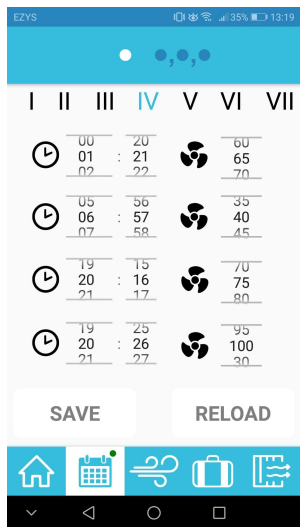 EZYS 35% 13:19
I II III IV V VI VII
00 20 60
01 : 21 65
02 22 70
05 56 35
06 : 57 40
07 58 45
19 15 70
20 : 16 75
21 17 80
19 25 95
20 : 26 100
21 27 30
SAVE RELOAD